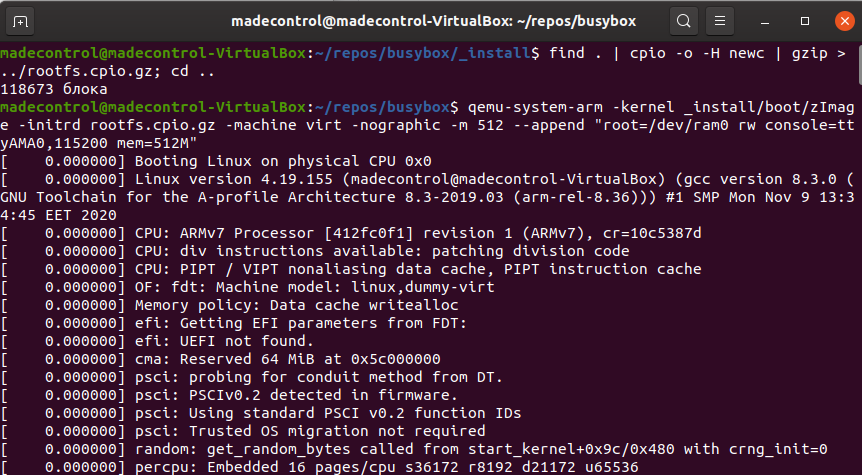 madecontrol@madecontrol-VirtualBox: ~/repos/busybox
madecontrol@madecontrol-VirtualBox:~/repos/busybox/_install$ find . | cpio -o -H newc | gzip >
../rootfs.cpio.gz; cd ..
118673 блока
madecontrol@madecontrol-VirtualBox:~/repos/busybox$ qemu-system-arm -kernel _install/boot/zImag
e -initrd rootfs.cpio.gz -machine virt -nographic -m 512 --append "root=/dev/ram0 rw console=tt
yAMA0,115200 mem=512M"
[    0.000000] Booting Linux on physical CPU 0x0
[    0.000000] Linux version 4.19.155 (madecontrol@madecontrol-VirtualBox) (gcc version 8.3.0 (
GNU Toolchain for the A-profile Architecture 8.3-2019.03 (arm-rel-8.36))) #1 SMP Mon Nov 9 13:3
4:45 EET 2020
[    0.000000] CPU: ARMv7 Processor [412fc0f1] revision 1 (ARMv7), cr=10c5387d
[    0.000000] CPU: div instructions available: patching division code
[    0.000000] CPU: PIPT / VIPT nonaliasing data cache, PIPT instruction cache
[    0.000000] OF: fdt: Machine model: linux,dummy-virt
[    0.000000] Memory policy: Data cache writealloc
[    0.000000] efi: Getting EFI parameters from FDT:
[    0.000000] efi: UEFI not found.
[    0.000000] cma: Reserved 64 MiB at 0x5c000000
[    0.000000] psci: probing for conduit method from DT.
[    0.000000] psci: PSCIv0.2 detected in firmware.
[    0.000000] psci: Using standard PSCI v0.2 function IDs
[    0.000000] psci: Trusted OS migration not required
[    0.000000] random: get_random_bytes called from start_kernel+0x9c/0x480 with crng_init=0
[    0.000000] percpu: Embedded 16 pages/cpu s36172 r8192 d21172 u65536